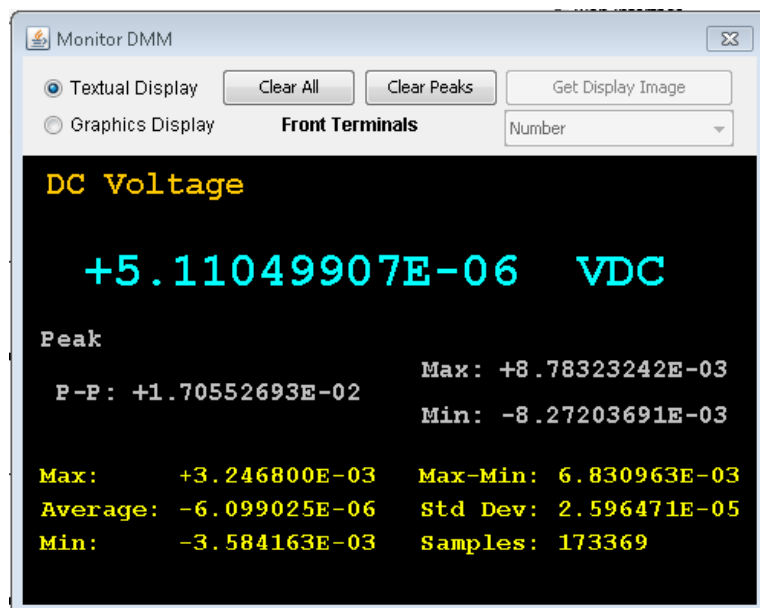 Monitor DMM
Textual Display Clear All Clear Peaks Get Display Image
Graphics Display Front Terminals Number
DC Voltage
+5.11049907E-06 VDC
Peak
Max: +8.78323242E-03
P-P: +1.70552693E-02
Min: -8.27203691E-03
Max: +3.246800E-03 Max-Min: 6.830963E-03
Average: -6.099025E-06 Std Dev: 2.596471E-05
Min: -3.584163E-03 Samples: 173369